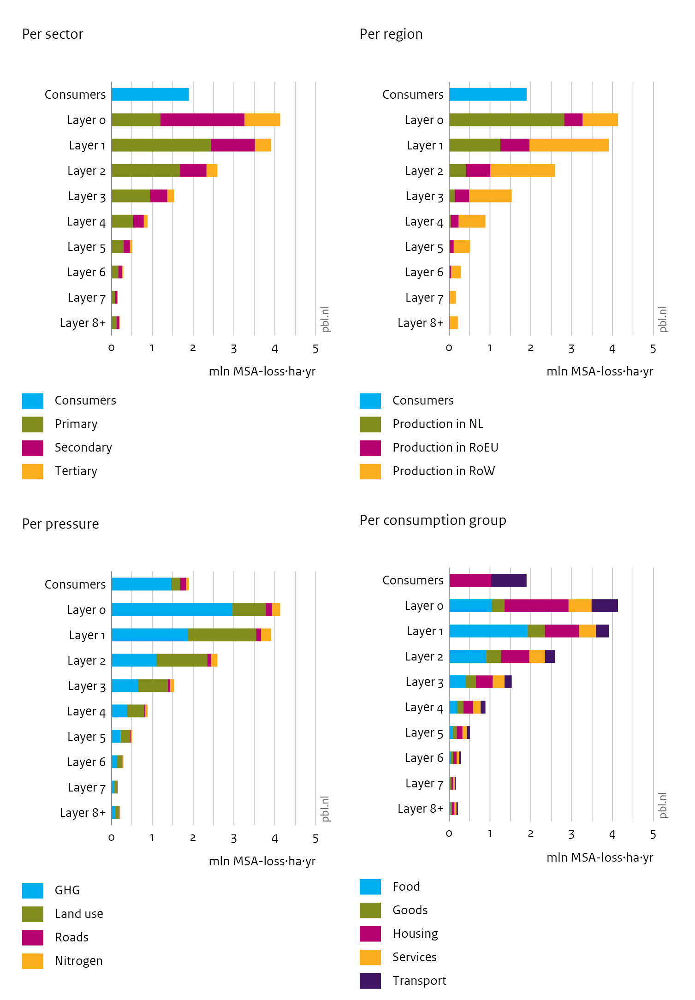 Per sector
Consumers
Layer 0
Layer 1
Layer 2
Layer 3
Layer 4
Layer 5
Layer 6
Layer 7
Layer 8+
0 1 2 3 4 5
mln MSA-loss·ha·yr
pbl.nl
Consumers
Primary
Secondary
Tertiary
Per region
Consumers
Layer 0
Layer 1
Layer 2
Layer 3
Layer 4
Layer 5
Layer 6
Layer 7
Layer 8+
0 1 2 3 4 5
mln MSA-loss·ha·yr
pbl.nl
Consumers
Production in NL
Production in RoEU
Production in RoW
Per pressure
Consumers
Layer 0
Layer 1
Layer 2
Layer 3
Layer 4
Layer 5
Layer 6
Layer 7
Layer 8+
0 1 2 3 4 5
mln MSA-loss·ha·yr
pbl.nl
GHG
Land use
Roads
Nitrogen
Per consumption group
Consumers
Layer 0
Layer 1
Layer 2
Layer 3
Layer 4
Layer 5
Layer 6
Layer 7
Layer 8+
0 1 2 3 4 5
mln MSA-loss·ha·yr
pbl.nl
Food
Goods
Housing
Services
Transport